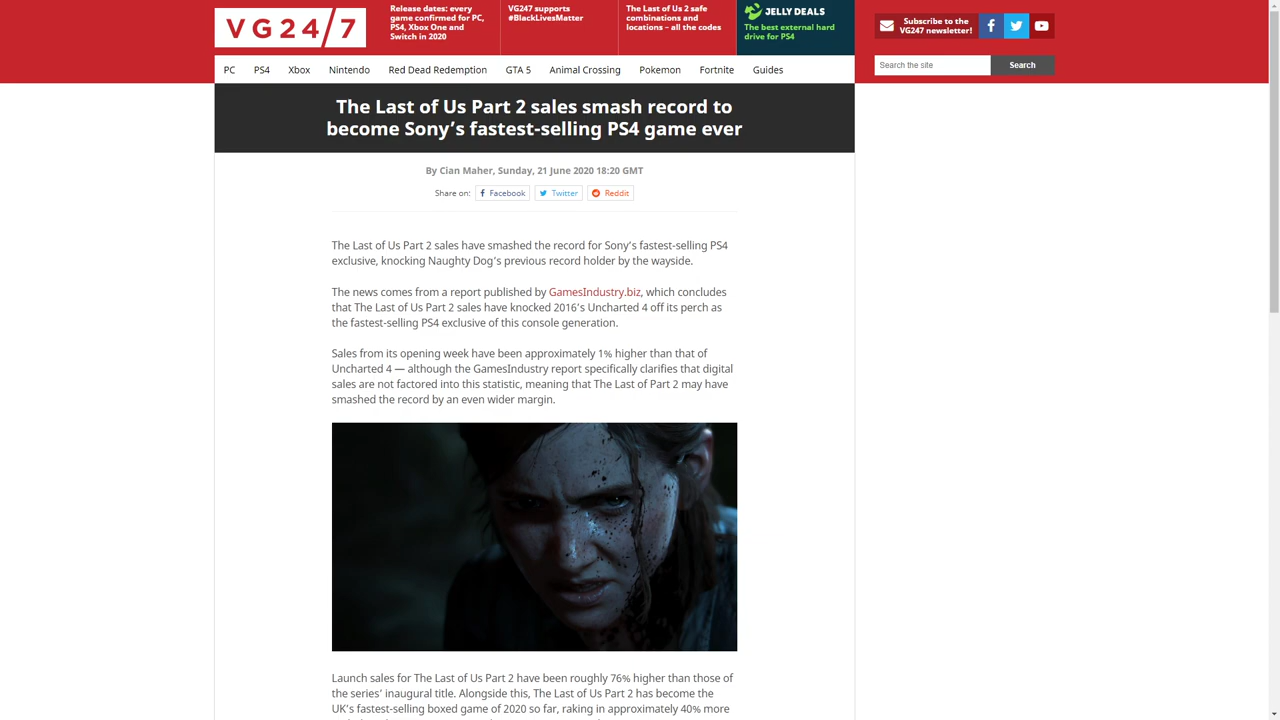 VG24/7
Release dates: every
game confirmed for PC,
PS4, Xbox One and
Switch in 2020
VG247 supports
#BlackLivesMatter
The Last of Us 2 safe
combinations and
locations – all the codes
JELLY DEALS
The best external hard
drive for PS4
Subscribe to the
VG247 newsletter!
PC PS4 Xbox Nintendo Red Dead Redemption GTA 5 Animal Crossing Pokemon Fortnite Guides
Search the site Search
The Last of Us Part 2 sales smash record to
become Sony's fastest-selling PS4 game ever
By Cian Maher, Sunday, 21 June 2020 18:20 GMT
Share on: Facebook Twitter Reddit
The Last of Us Part 2 sales have smashed the record for Sony's fastest-selling PS4
exclusive, knocking Naughty Dog's previous record holder by the wayside.
The news comes from a report published by GamesIndustry.biz, which concludes
that The Last of Us Part 2 sales have knocked 2016's Uncharted 4 off its perch as
the fastest-selling PS4 exclusive of this console generation.
Sales from its opening week have been approximately 1% higher than that of
Uncharted 4 — although the GamesIndustry report specifically clarifies that digital
sales are not factored into this statistic, meaning that The Last of Part 2 may have
smashed the record by an even wider margin.
Launch sales for The Last of Us Part 2 have been roughly 76% higher than those of
the series' inaugural title. Alongside this, The Last of Us Part 2 has become the
UK's fastest-selling boxed game of 2020 so far, raking in approximately 40% more